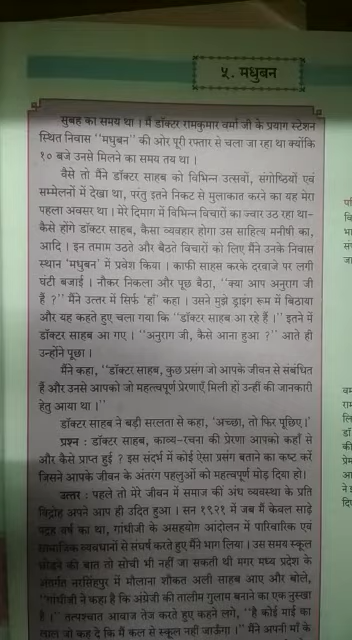 ५. मधुबन
सुबह का समय था । मैं डॉक्टर रामकुमार वर्मा जी के प्रयाग स्टेशन
स्थित निवास "मधुबन" की ओर पूरी रफ्तार से चला जा रहा था क्योंकि
१० बजे उनसे मिलने का समय तय था ।
वैसे तो मैंने डॉक्टर साहब को विभिन्न उत्सवों, संगोष्ठियों एवं
सम्मेलनों में देखा था, परंतु इतने निकट से मुलाकात करने का यह मेरा
पहला अवसर था । मेरे दिमाग में विभिन्न विचारों का ज्वार उठ रहा था-
कैसे होंगे डॉक्टर साहब, कैसा व्यवहार होगा उस साहित्य मनीषी का,
आदि । इन तमाम उठते और बैठते विचारों को लिए मैंने उनके निवास
स्थान 'मधुबन' में प्रवेश किया । काफी साहस करके दरवाजे पर लगी
घंटी बजाई । नौकर निकला और पूछ बैठा, "क्या आप अनुराग जी
हैं ?" मैंने उत्तर में सिर्फ 'हाँ' कहा । उसने मुझे ड्राइंग रूम में बिठाया
और यह कहते हुए चला गया कि "डॉक्टर साहब आ रहे हैं ।" इतने में
डॉक्टर साहब आ गए । "अनुराग जी, कैसे आना हुआ ?" आते ही
उन्होंने पूछा ।
मैंने कहा, "डॉक्टर साहब, कुछ प्रसंग जो आपके जीवन से संबंधित
हैं और उनसे आपको जो महत्वपूर्ण प्रेरणाएँ मिली हों उन्हीं की जानकारी
हेतु आया था ।"
डॉक्टर साहब ने बड़ी सरलता से कहा, 'अच्छा, तो फिर पूछिए ।'
प्रश्न : डॉक्टर साहब, काव्य-रचना की प्रेरणा आपको कहाँ से
और कैसे प्राप्त हुई ? इस संदर्भ में कोई ऐसा प्रसंग बताने का कष्ट करें
जिसने आपके जीवन के अंतरंग पहलुओं को महत्वपूर्ण मोड़ दिया हो।
उत्तर : पहले तो मेरे जीवन में समाज की अंध व्यवस्था के प्रति
विद्रोह अपने आप ही उदित हुआ । सन १९२१ में जब मैं केवल साढ़े
पंद्रह वर्ष का था, गांधीजी के असहयोग आंदोलन में पारिवारिक एवं
सामाजिक व्यवधानों से संघर्ष करते हुए मैंने भाग लिया । उस समय स्कूल
छोड़ने की बात तो सोची भी नहीं जा सकती थी मगर मध्य प्रदेश के
अंतर्गत नरसिंहपुर में मौलाना शौकत अली साहब आए और बोले,
"गांधीजी ने कहा है कि अंग्रेजी की तालीम गुलाम बनाने का एक नुस्खा
है ।" तत्पश्चात आवाज तेज करते हुए कहने लगे, "है कोई माई का
लाल जो कह दे कि मैं कल से स्कूल नहीं जाऊँगा ।" मैंने अपनी माँ के